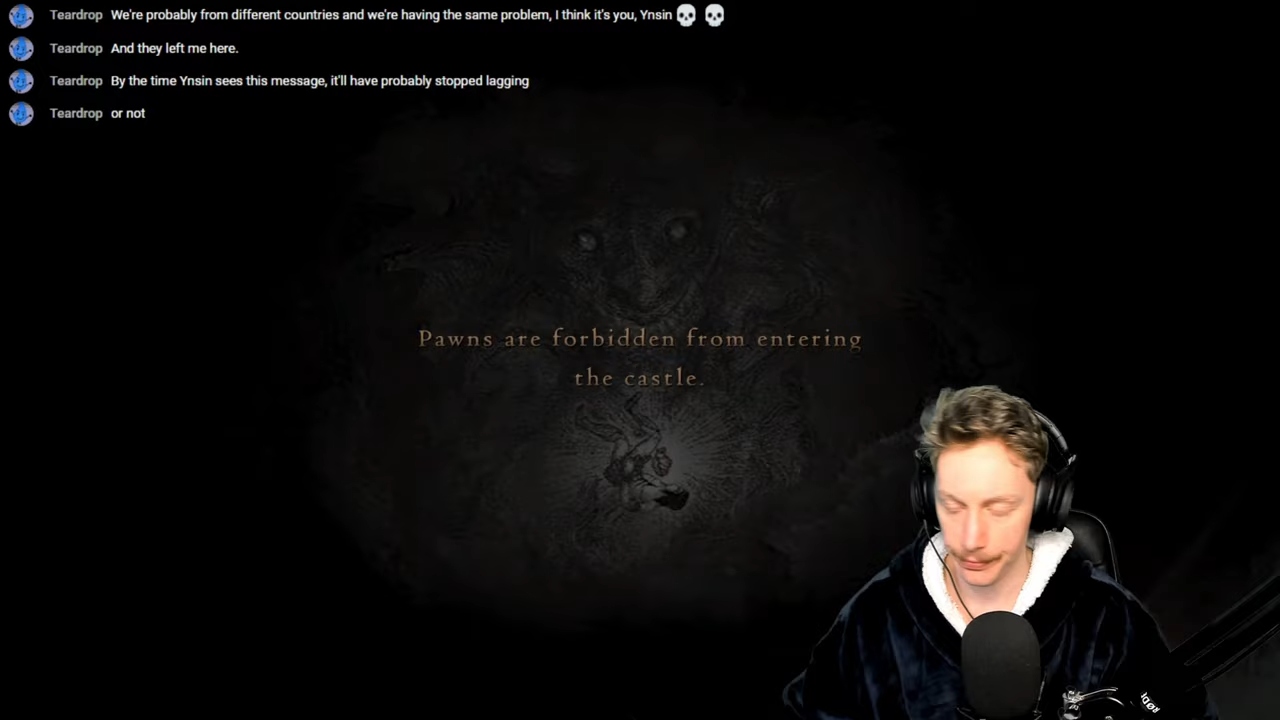 Teardrop We're probably from different countries and we're having the same problem, I think it's you, Ynsin 💀 💀
Teardrop And they left me here.
Teardrop By the time Ynsin sees this message, it'll have probably stopped lagging
Teardrop or not
Pawns are forbidden from entering
the castle.
RØDE